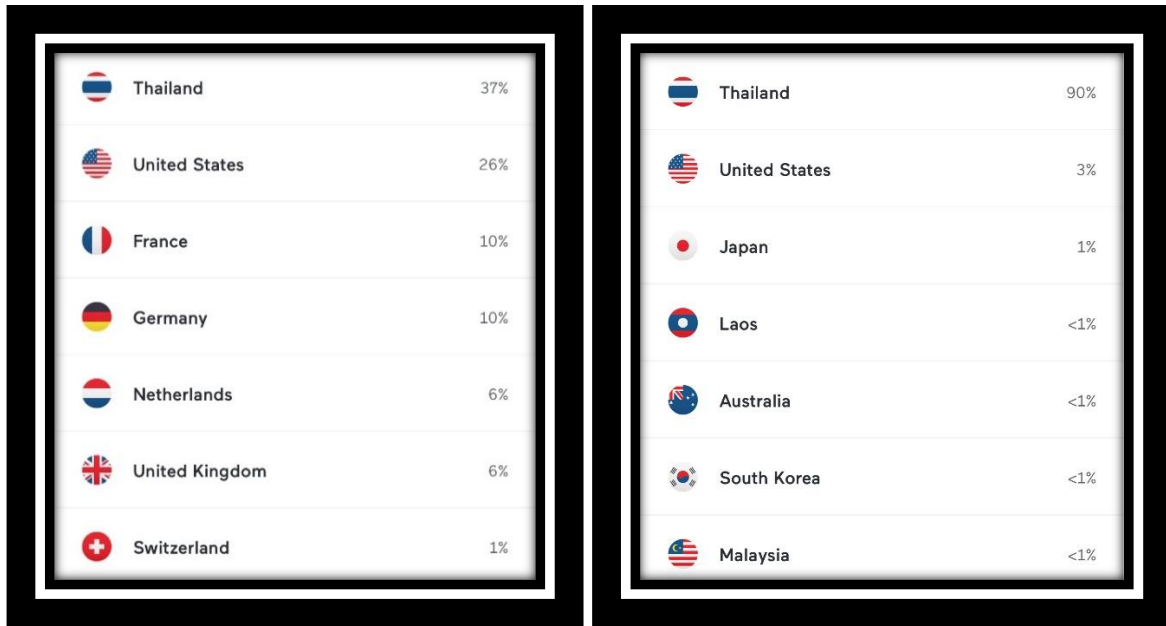 Thailand 37%
United States 26%
France 10%
Germany 10%
Netherlands 6%
United Kingdom 6%
Switzerland 1%
Thailand 90%
United States 3%
Japan 1%
Laos <1%
Australia <1%
South Korea <1%
Malaysia <1%